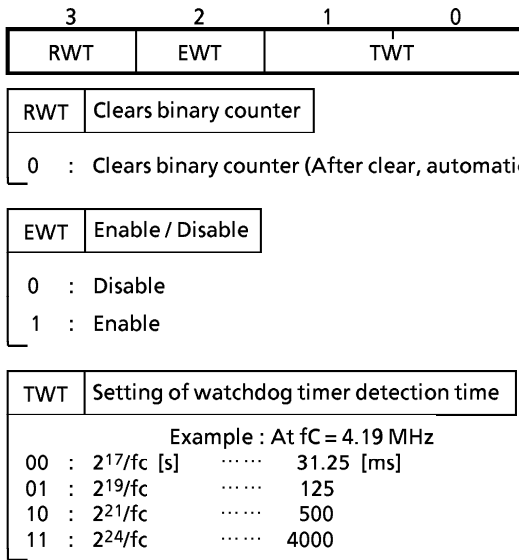 3 2 1 0
RWT EWT TWT
RWT Clears binary counter
0 : Clears binary counter (After clear, automati
EWT Enable / Disable
0 : Disable
1 : Enable
TWT Setting of watchdog timer detection time
Example : At fC = 4.19 MHz
00 : 2¹⁷/fc [s] ⋯⋯ 31.25 [ms]
01 : 2¹⁹/fc ⋯⋯ 125
10 : 2²¹/fc ⋯⋯ 500
11 : 2²⁴/fc ⋯⋯ 4000